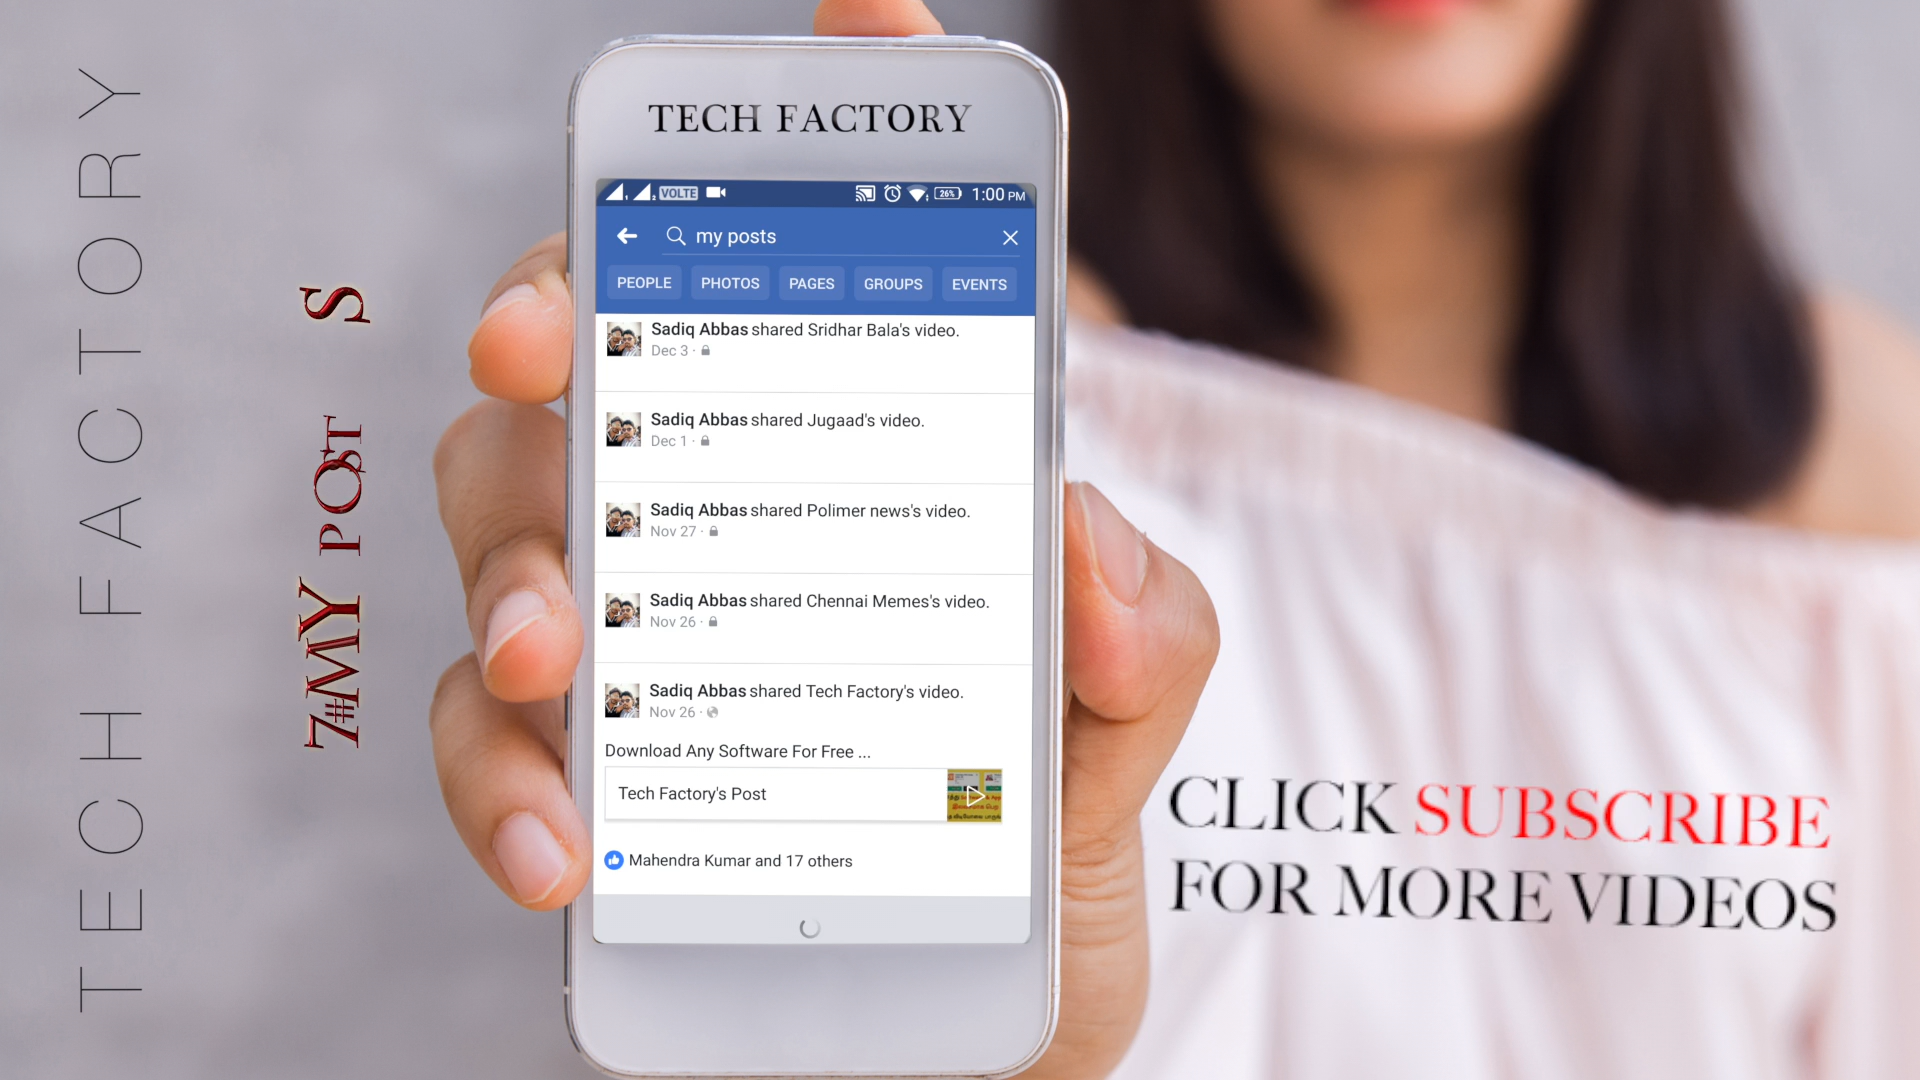 TECH FACTORY
7#MY POST S
TECH FACTORY
VOLTE
26%
1:00 PM
my posts
PEOPLE
PHOTOS
PAGES
GROUPS
EVENTS
Sadiq Abbas shared Sridhar Bala's video.
Dec 3 ·
Sadiq Abbas shared Jugaad's video.
Dec 1 ·
Sadiq Abbas shared Polimer news's video.
Nov 27 ·
Sadiq Abbas shared Chennai Memes's video.
Nov 26 ·
Sadiq Abbas shared Tech Factory's video.
Nov 26 ·
Download Any Software For Free ...
Tech Factory's Post
Mahendra Kumar and 17 others
CLICK SUBSCRIBE
FOR MORE VIDEOS